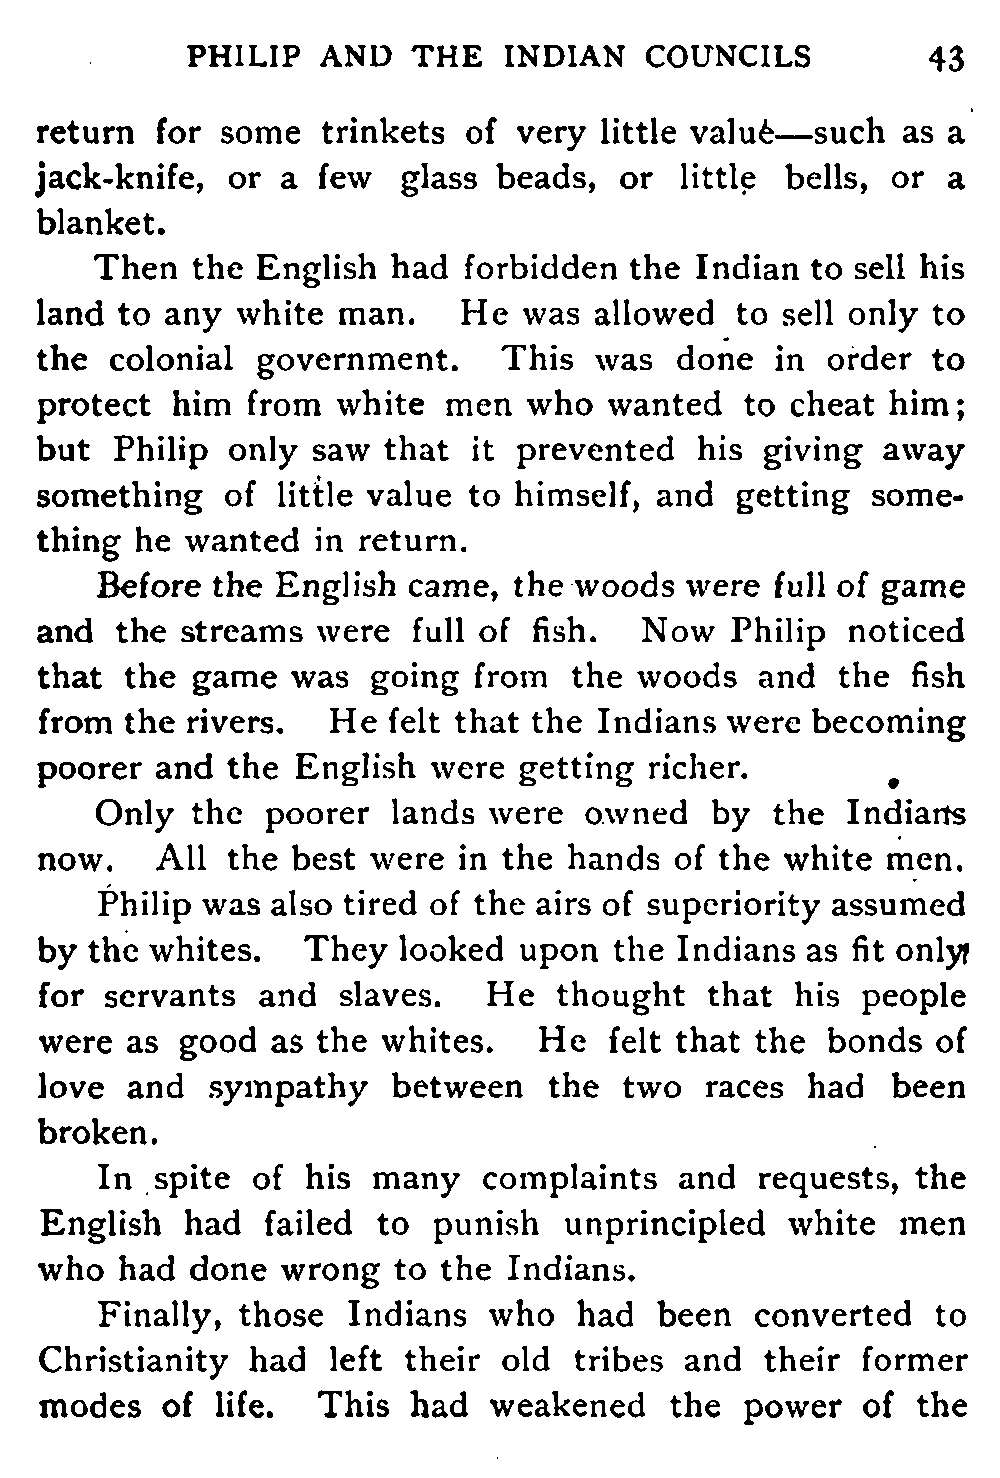 PHILIP AND THE INDIAN COUNCILS 43
return for some trinkets of very little value—such as a
jack-knife, or a few glass beads, or little bells, or a
blanket.
Then the English had forbidden the Indian to sell his
land to any white man. He was allowed to sell only to
the colonial government. This was done in order to
protect him from white men who wanted to cheat him;
but Philip only saw that it prevented his giving away
something of little value to himself, and getting some-
thing he wanted in return.
Before the English came, the woods were full of game
and the streams were full of fish. Now Philip noticed
that the game was going from the woods and the fish
from the rivers. He felt that the Indians were becoming
poorer and the English were getting richer.
Only the poorer lands were owned by the Indians
now. All the best were in the hands of the white men.
Philip was also tired of the airs of superiority assumed
by the whites. They looked upon the Indians as fit only
for servants and slaves. He thought that his people
were as good as the whites. He felt that the bonds of
love and sympathy between the two races had been
broken.
In spite of his many complaints and requests, the
English had failed to punish unprincipled white men
who had done wrong to the Indians.
Finally, those Indians who had been converted to
Christianity had left their old tribes and their former
modes of life. This had weakened the power of the